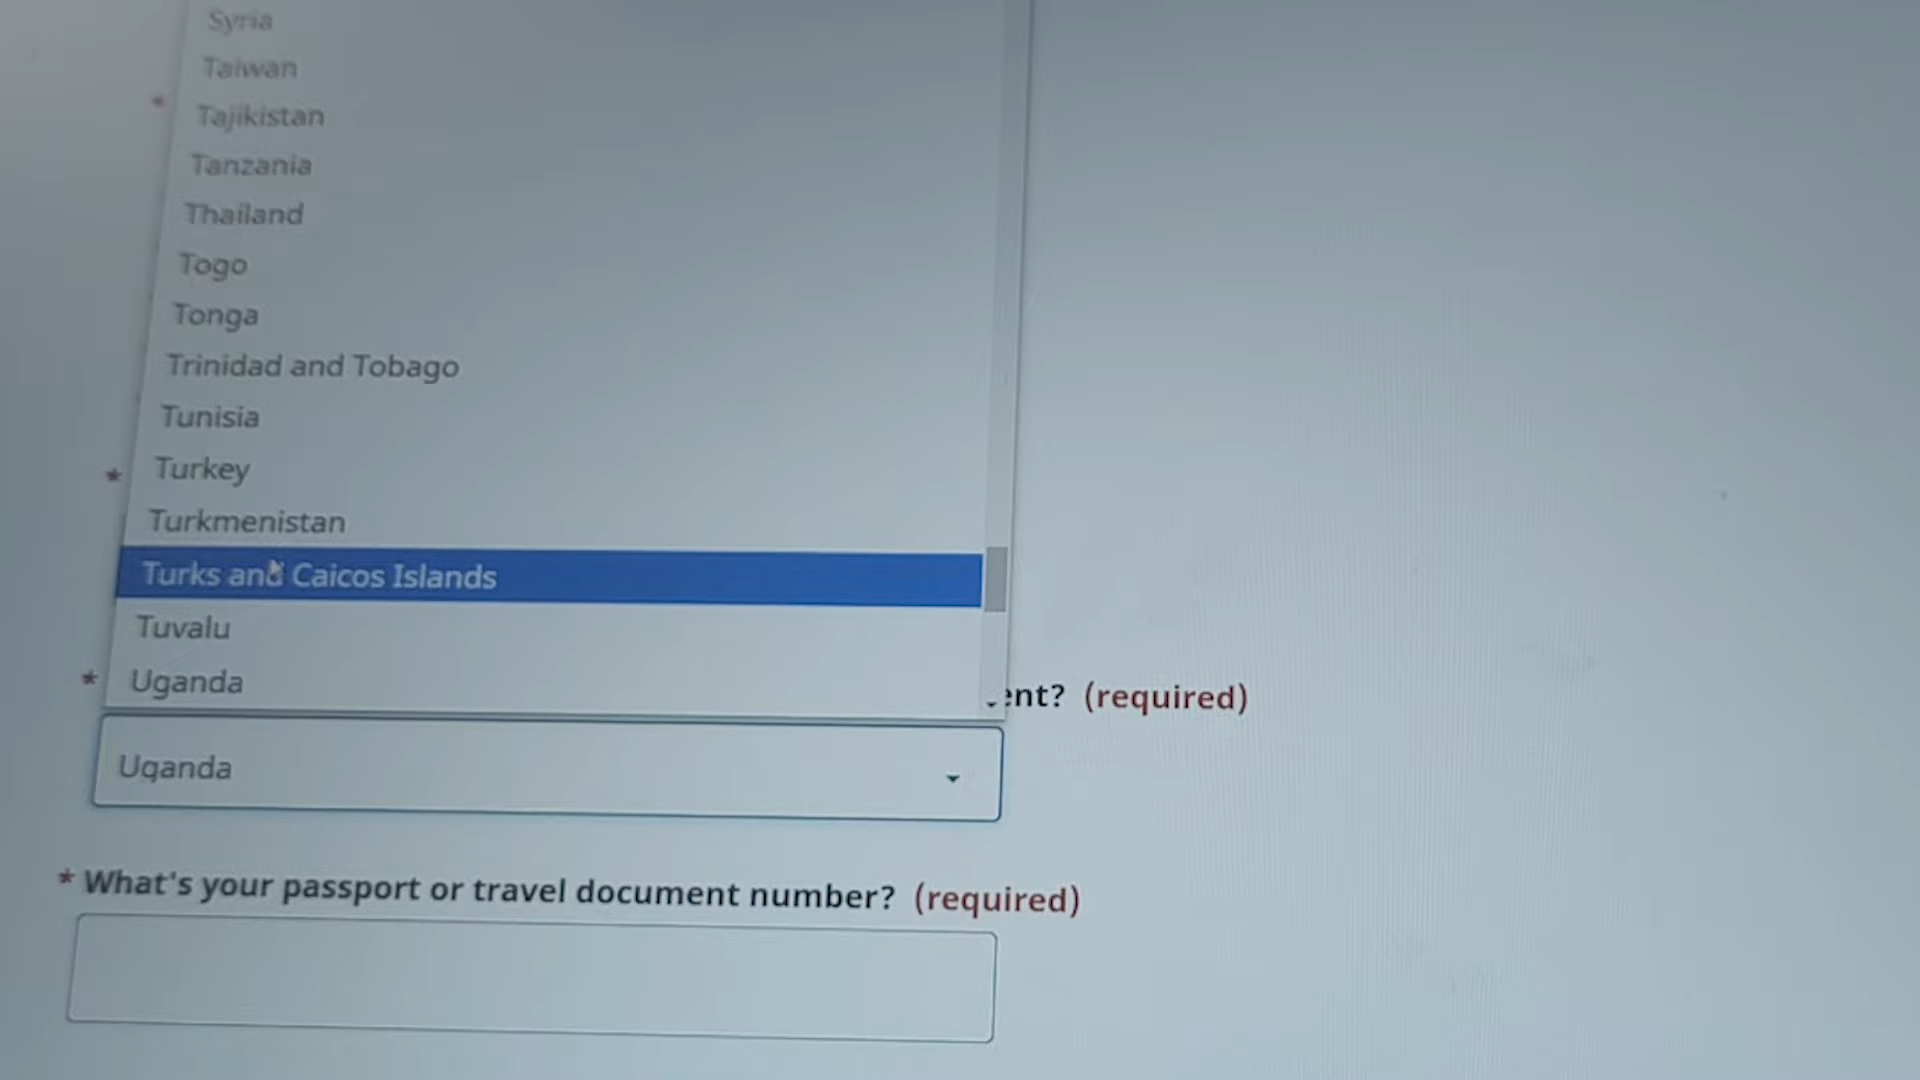 Syria
Taiwan
*
Tajikistan
Tanzania
Thailand
Togo
Tonga
Trinidad and Tobago
Tunisia
* Turkey
Turkmenistan
Turks and Caicos Islands
Tuvalu
* Uganda
ent? (required)
Uganda
* What's your passport or travel document number? (required)